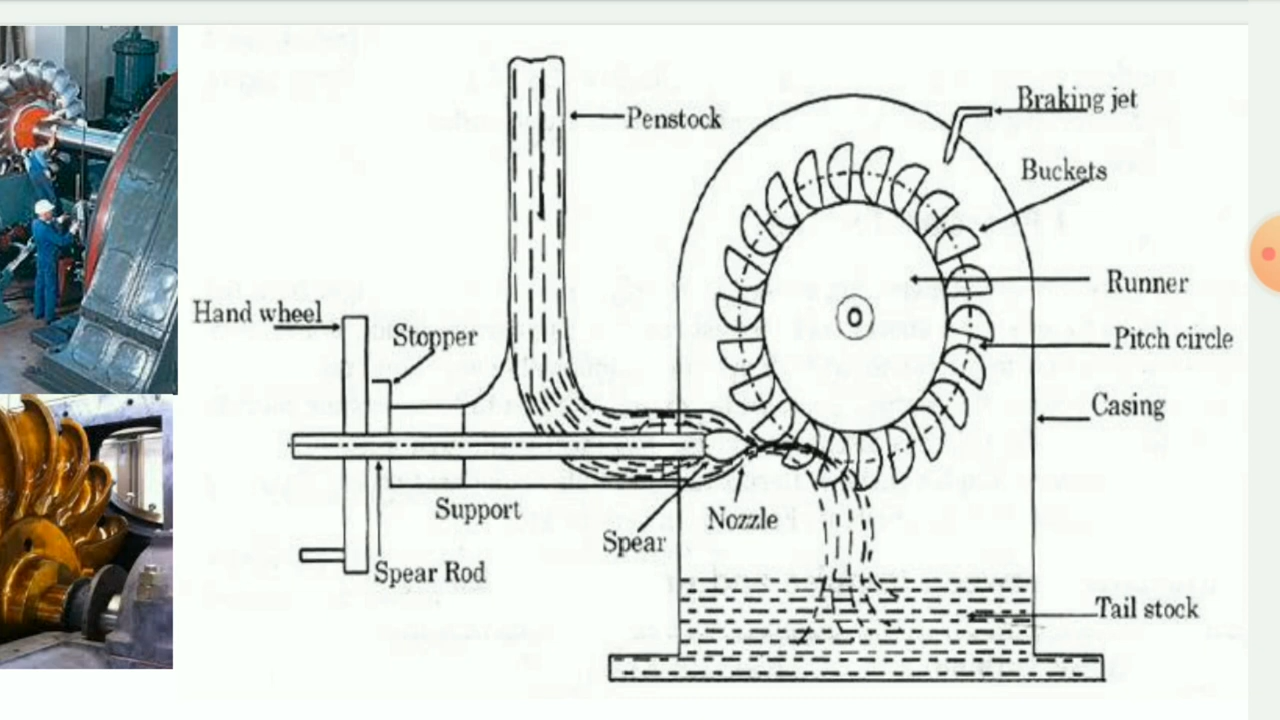 Penstock
Braking jet
Buckets
Runner
Hand wheel
Stopper
Pitch circle
Casing
Support
Nozzle
Spear
Spear Rod
Tail stock